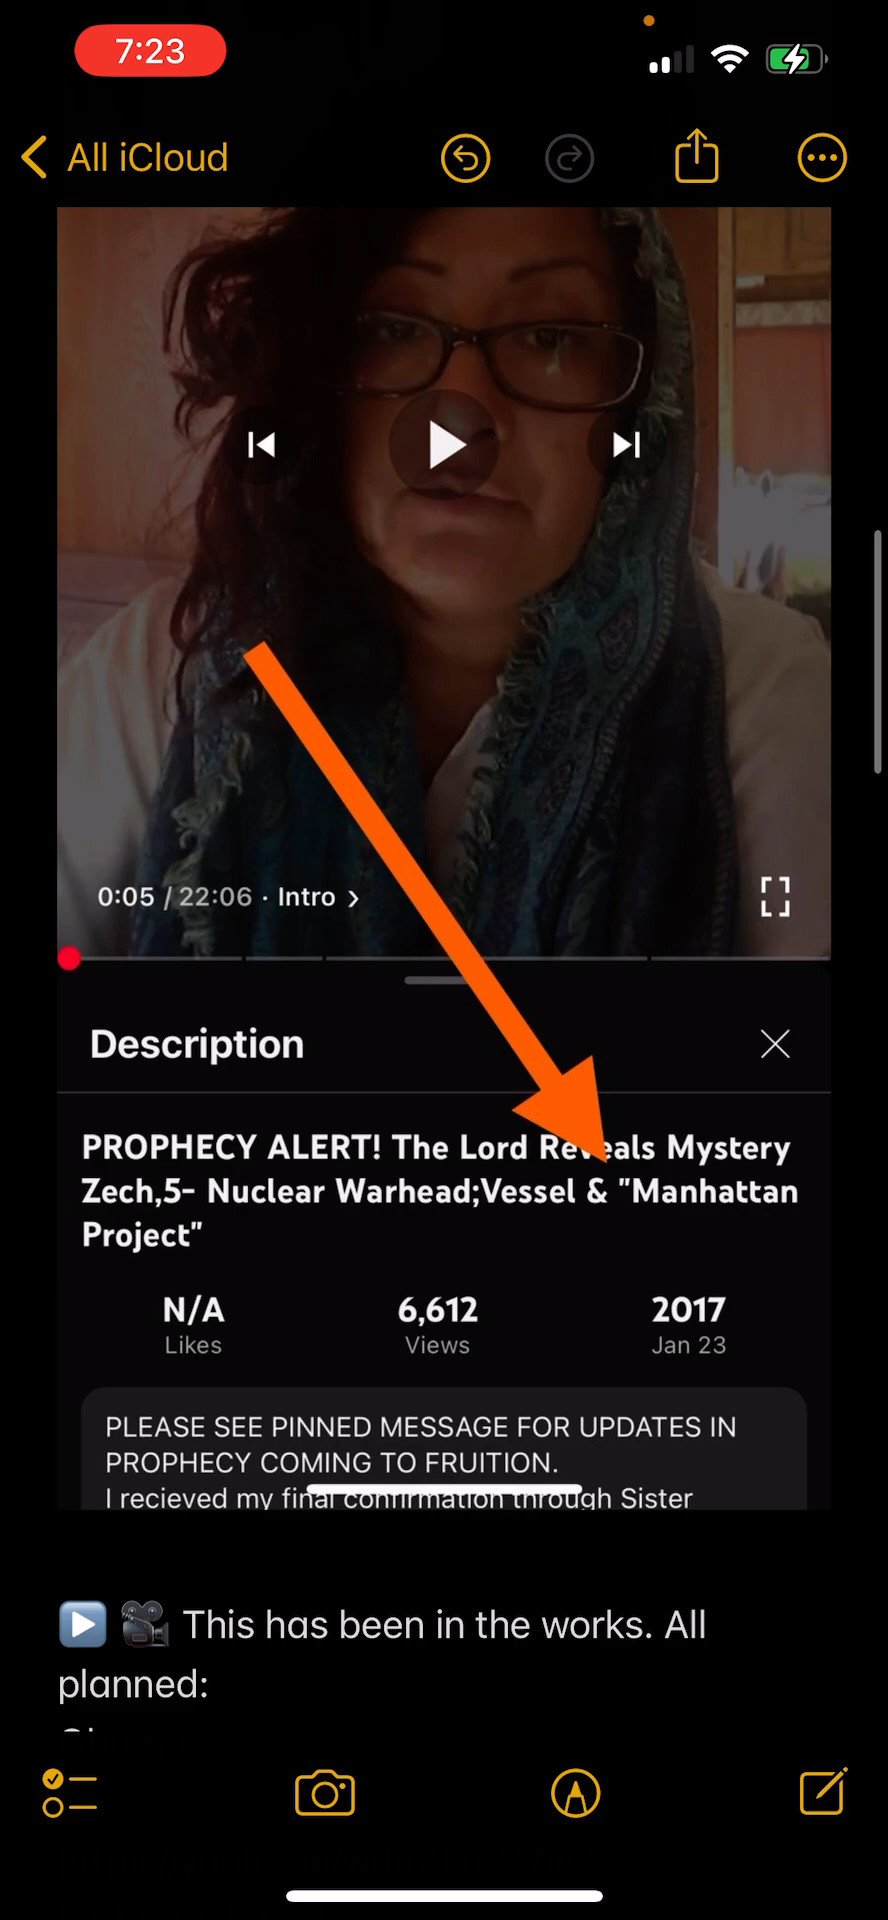 7:23
All iCloud
0:05 / 22:06 · Intro >
Description
PROPHECY ALERT! The Lord Reveals Mystery
Zech,5- Nuclear Warhead;Vessel & "Manhattan
Project"
N/A 6,612 2017
Likes Views Jan 23
PLEASE SEE PINNED MESSAGE FOR UPDATES IN
PROPHECY COMING TO FRUITION.
I recieved my final confirmation through Sister
▶️ 🎥 This has been in the works. All
planned: